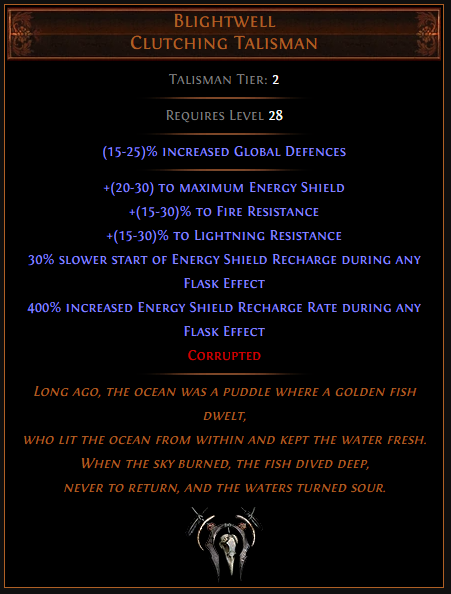 Blightwell
Clutching Talisman
Talisman Tier: 2
Requires Level 28
(15-25)% increased Global Defences
+(20-30) to maximum Energy Shield
+(15-30)% to Fire Resistance
+(15-30)% to Lightning Resistance
30% slower start of Energy Shield Recharge during any
Flask Effect
400% increased Energy Shield Recharge Rate during any
Flask Effect
Corrupted
Long ago, the ocean was a puddle where a golden fish
dwelt,
who lit the ocean from within and kept the water fresh.
When the sky burned, the fish dived deep,
never to return, and the waters turned sour.